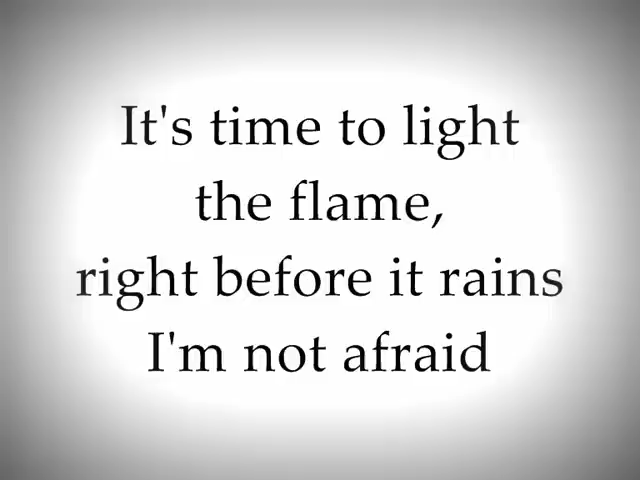 It's time to light
the flame,
right before it rains
I'm not afraid